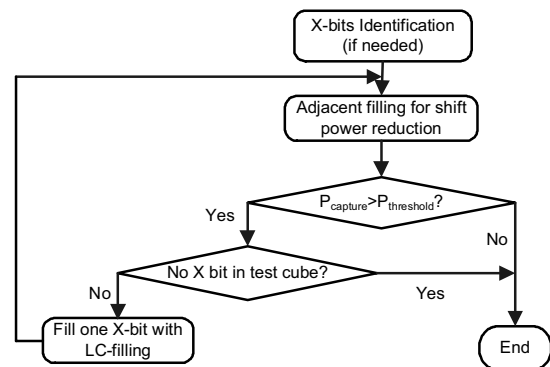 X-bits Identification
(if needed)
Adjacent filling for shift
power reduction
Pcapture>Pthreshold?
Yes
No
No X bit in test cube?
No
Yes
Fill one X-bit with
LC-filling
End